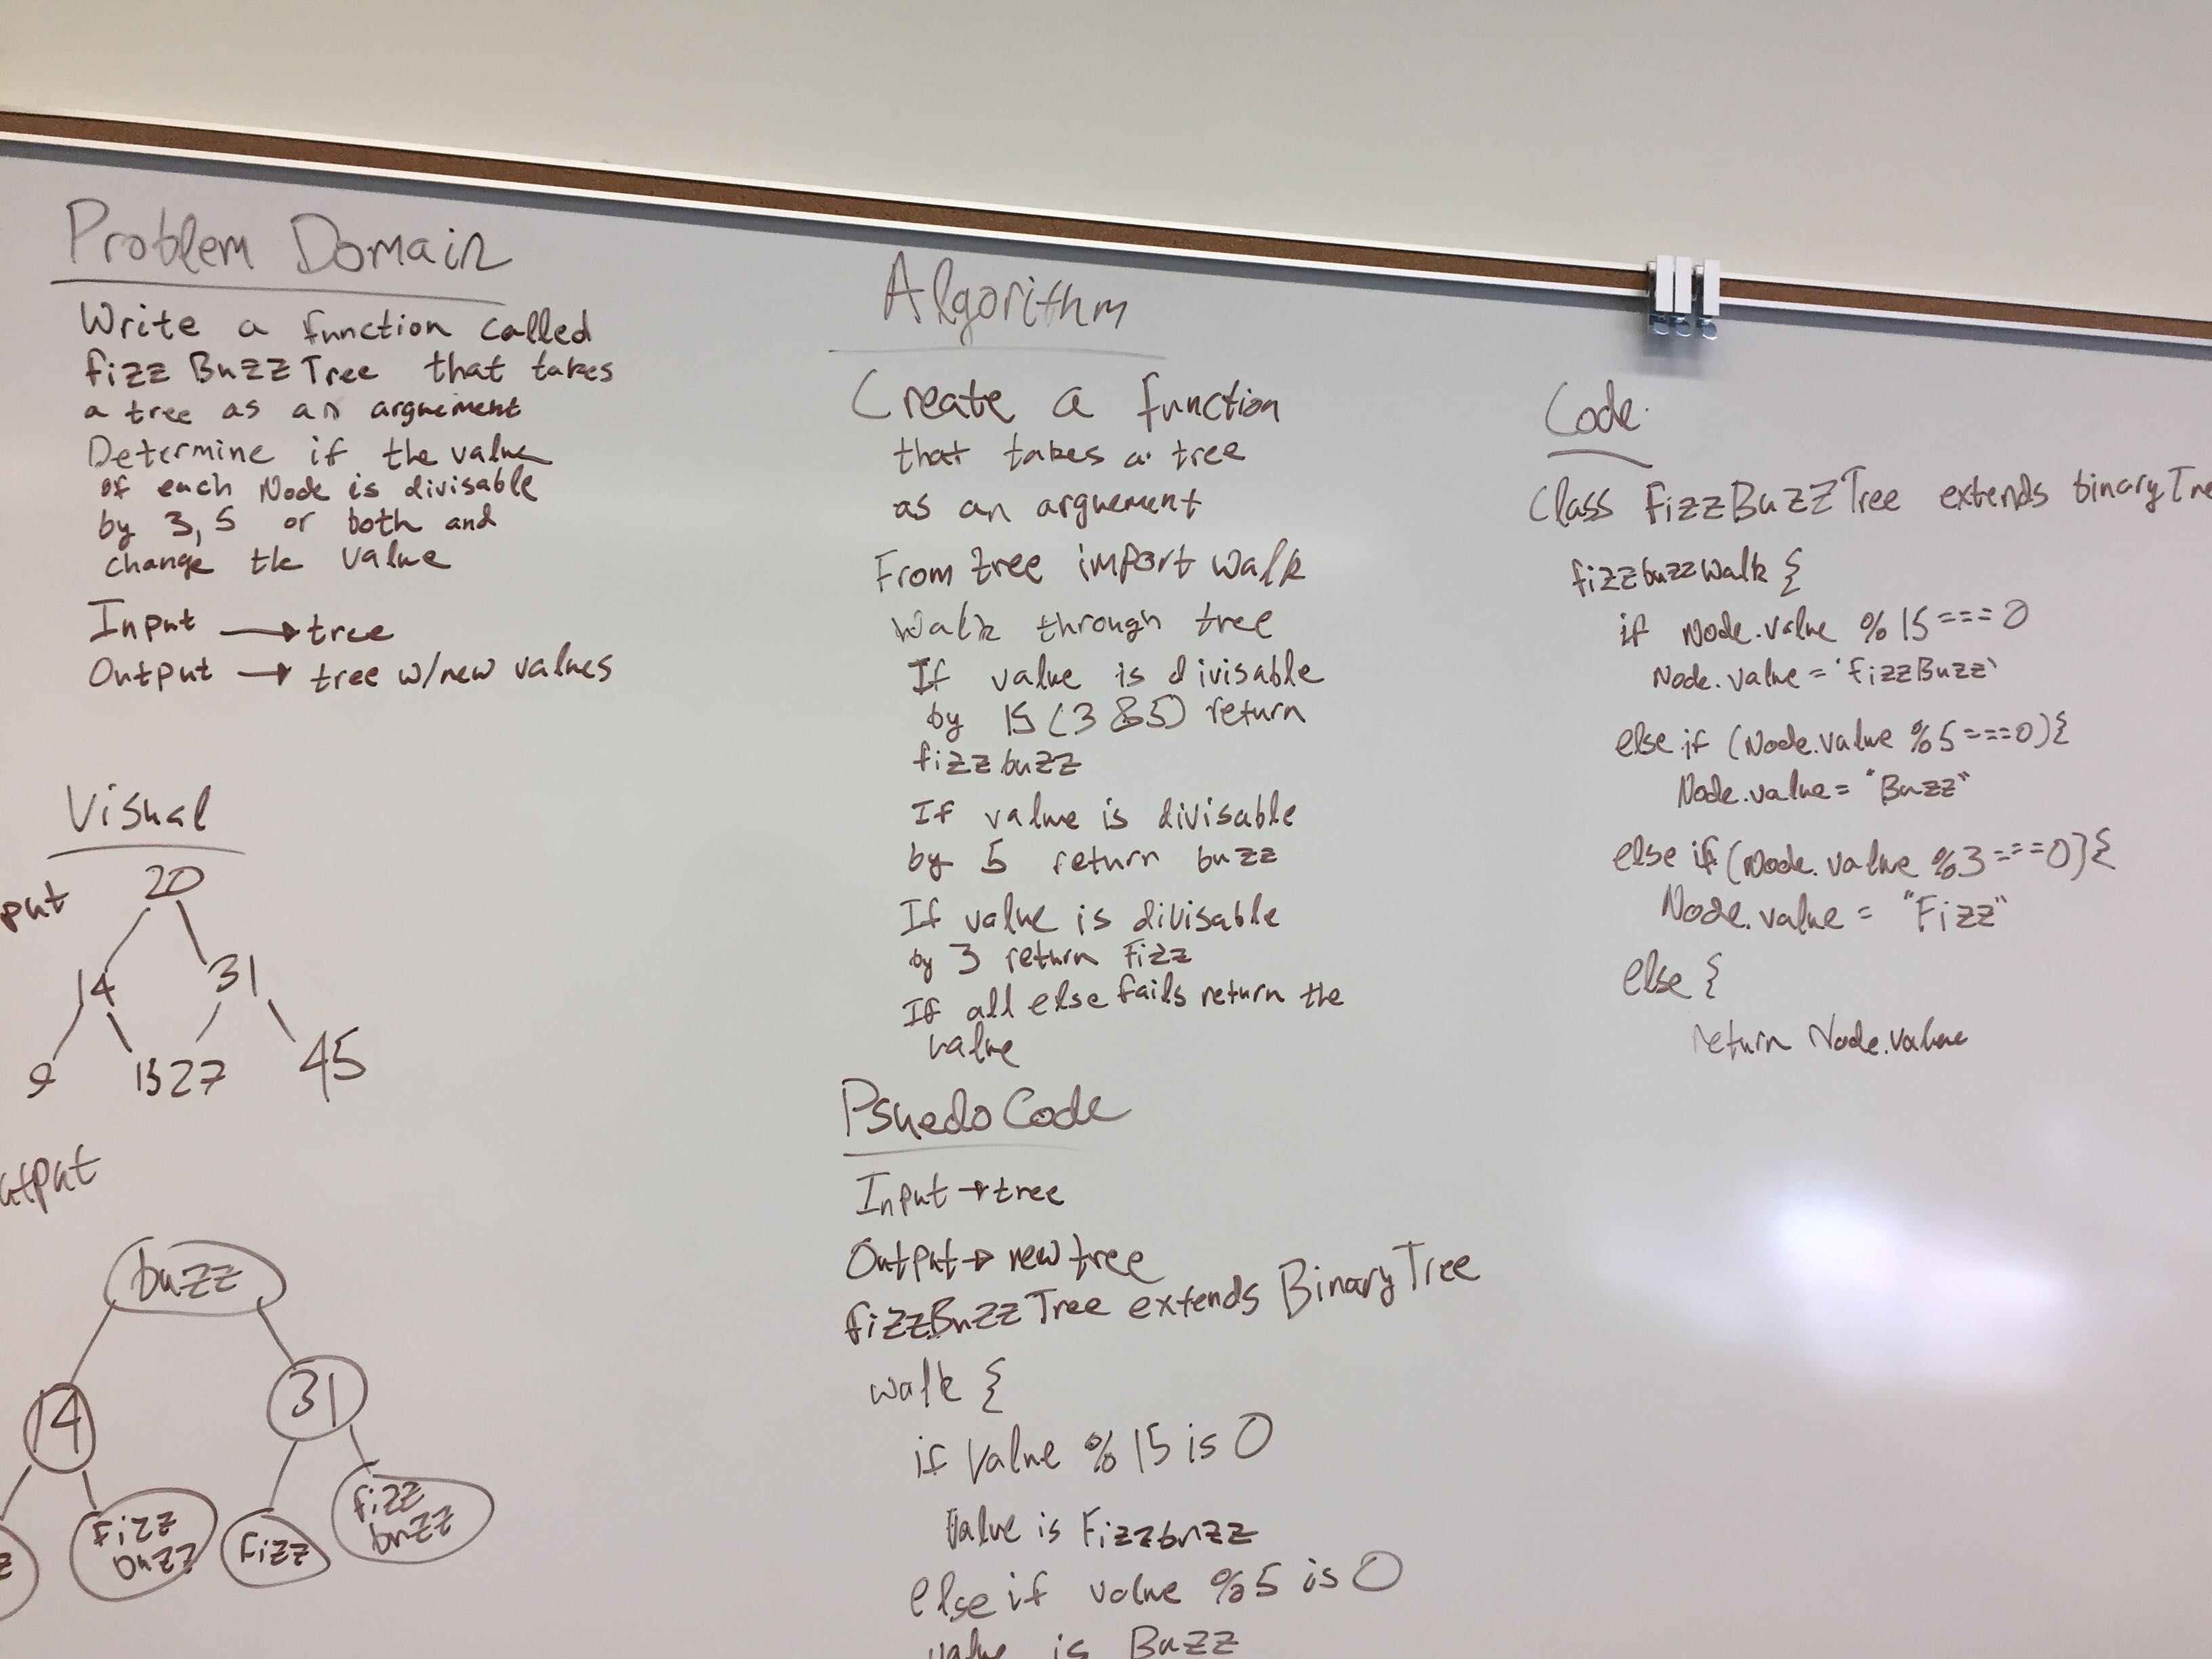 Problem Domain
Write a function called
fizzBuzzTree that takes
a tree as an arguement
Determine if the value
of each Node is divisable
by 3, 5 or both and
change the value
Input → tree
Output → tree w/new values
Visual
put
20
14 31
9 15 27 45
utput
buzz
14 31
z fizz buzz fizz fizz buzz
Algorithm
Create a function
that takes a tree
as an arguement
From tree import walk
Walk through tree
If value is divisable
by 15 (3 & 5) return
fizzbuzz
If value is divisable
by 5 return buzz
If value is divisable
by 3 return Fizz
If all else fails return the
value
Psuedo Code
Input → tree
Output → new tree
fizzBuzzTree extends BinaryTree
walk {
if Value % 15 is 0
Value is Fizzbuzz
else if value % 5 is 0
value is Buzz
Code
Class FizzBuzzTree extends binaryTre
fizzbuzzWalk {
if Node.value % 15 === 0
Node.value = 'FizzBuzz'
else if (Node.value % 5 === 0) {
Node.value = "Buzz"
else if (Node.value % 3 === 0) {
Node.value = "Fizz"
else {
return Node.value